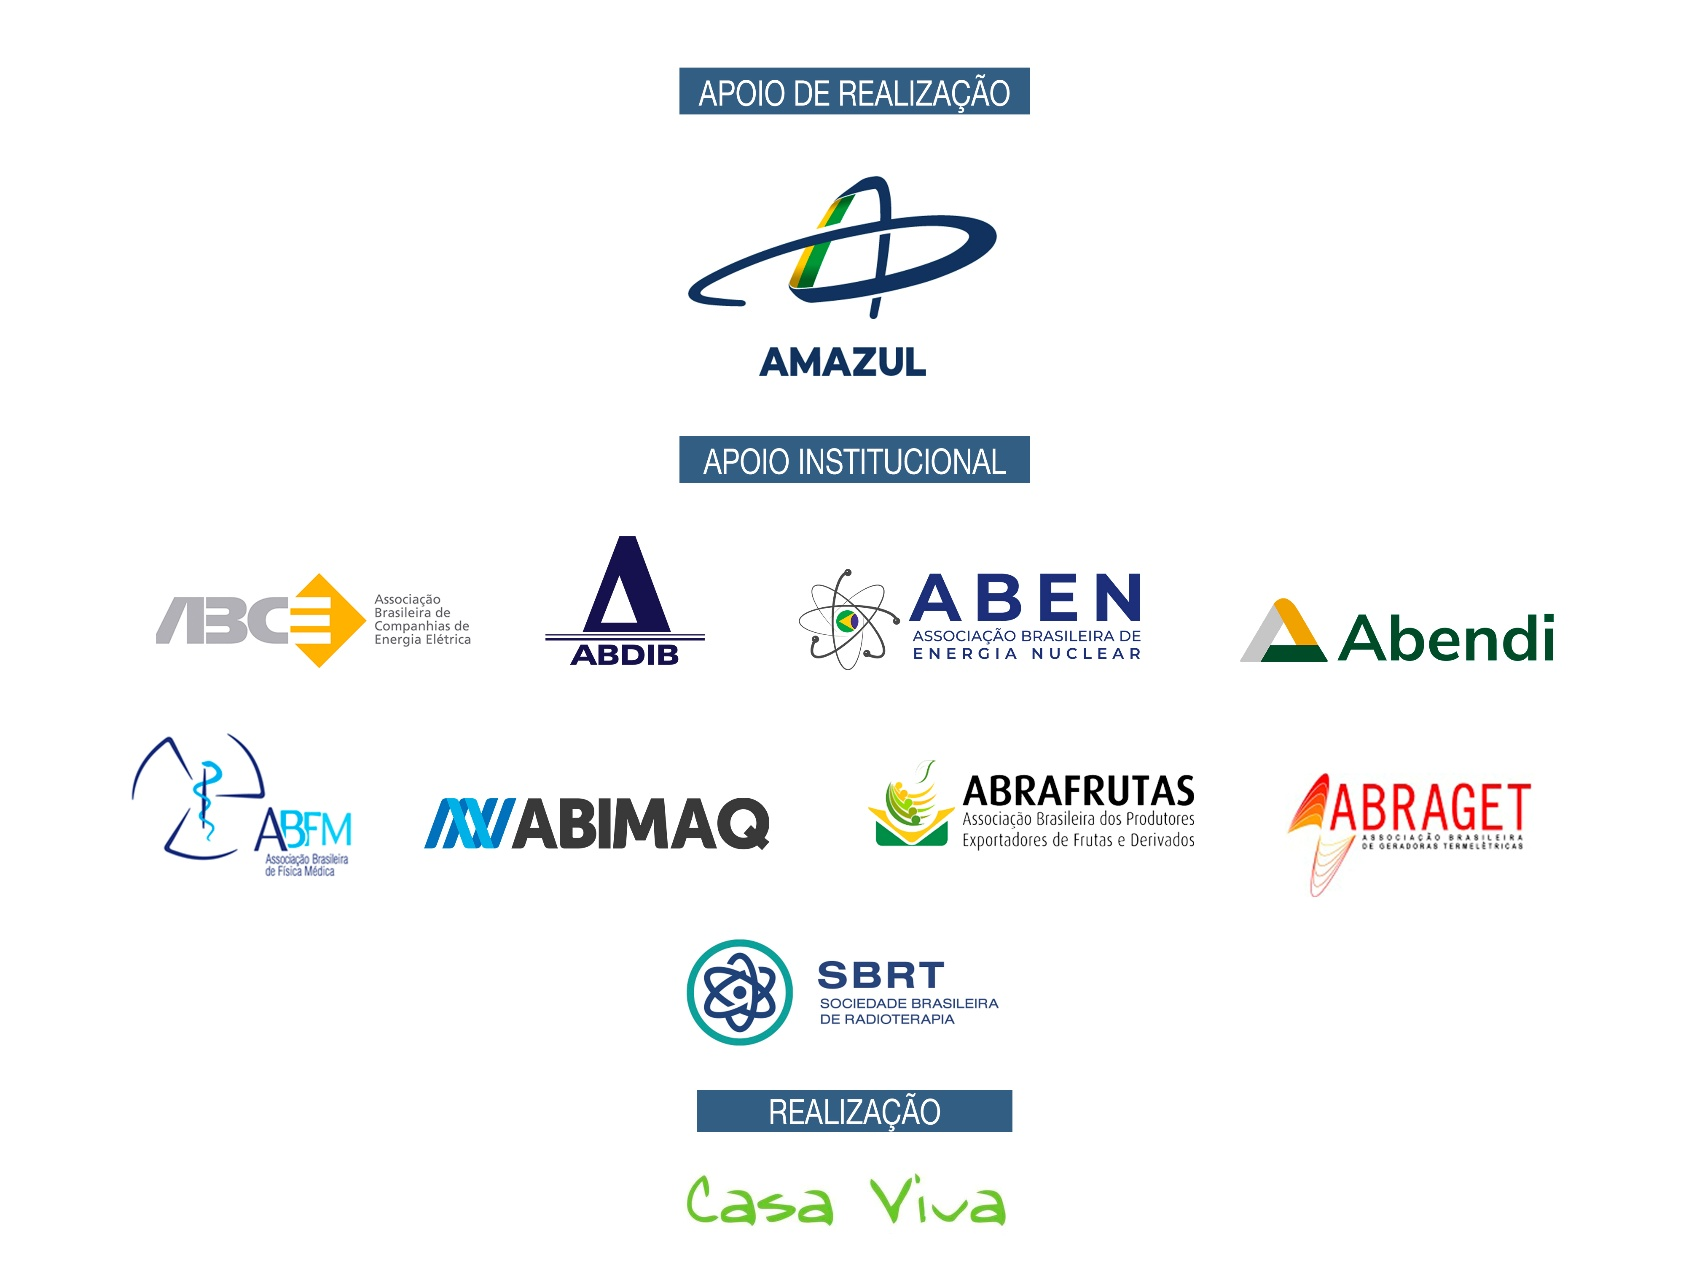 APOIO DE REALIZAÇÃO
AMAZUL
APOIO INSTITUCIONAL
ABCE
Associação
Brasileira de
Companhias de
Energia Elétrica
ABDIB
ABEN
ASSOCIAÇÃO BRASILEIRA DE
ENERGIA NUCLEAR
Abendi
ABFM
Associação Brasileira
de Física Médica
ABIMAQ
ABRAFRUTAS
Associação Brasileira dos Produtores
Exportadores de Frutas e Derivados
ABRAGET
ASSOCIAÇÃO BRASILEIRA
DE GERADORAS TERMELÉTRICAS
SBRT
SOCIEDADE BRASILEIRA
DE RADIOTERAPIA
REALIZAÇÃO
Casa Viva